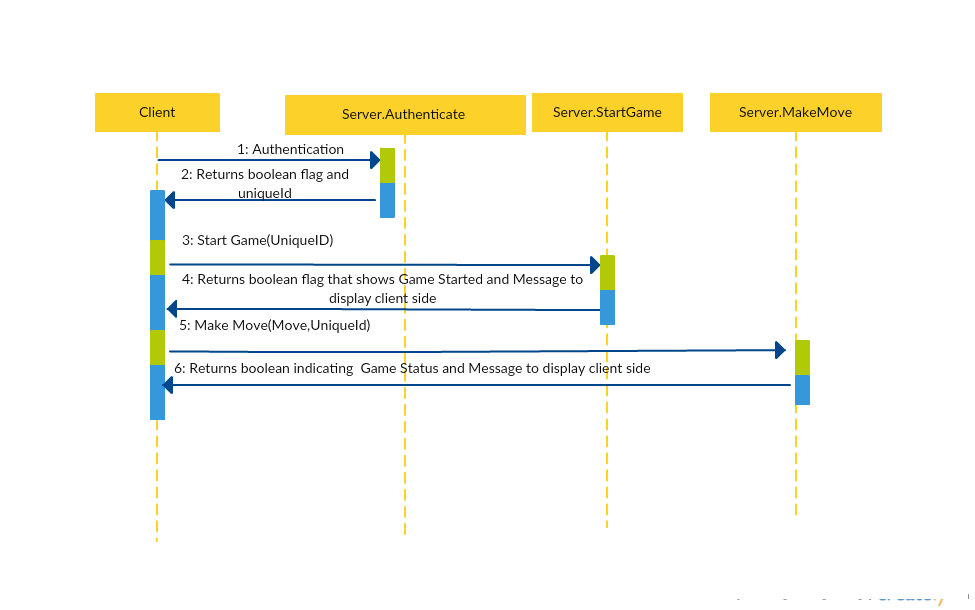 Client
Server.Authenticate
Server.StartGame
Server.MakeMove
1: Authentication
2: Returns boolean flag and
uniqueId
3: Start Game(UniqueID)
4: Returns boolean flag that shows Game Started and Message to
display client side
5: Make Move(Move,UniqueId)
6: Returns boolean indicating  Game Status and Message to display client side